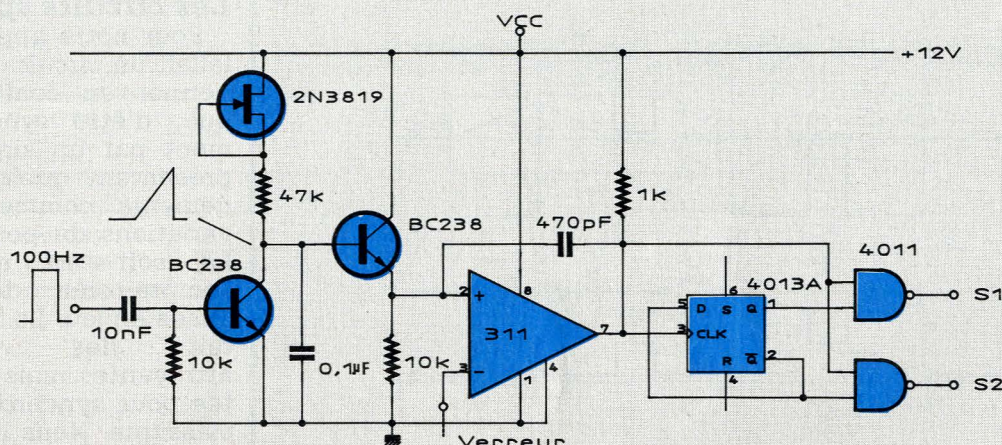 VCC
+12V
2N3819
47k
1k
BC238
470pF
100Hz
BC238
4011
4013A
10nF
10k
0,1µF
10k
2
+
8
311
7
3
−
1
4
5
D
S
Q
6
1
3
CLK
R
Q̅
2
4
S1
S2
Verreur